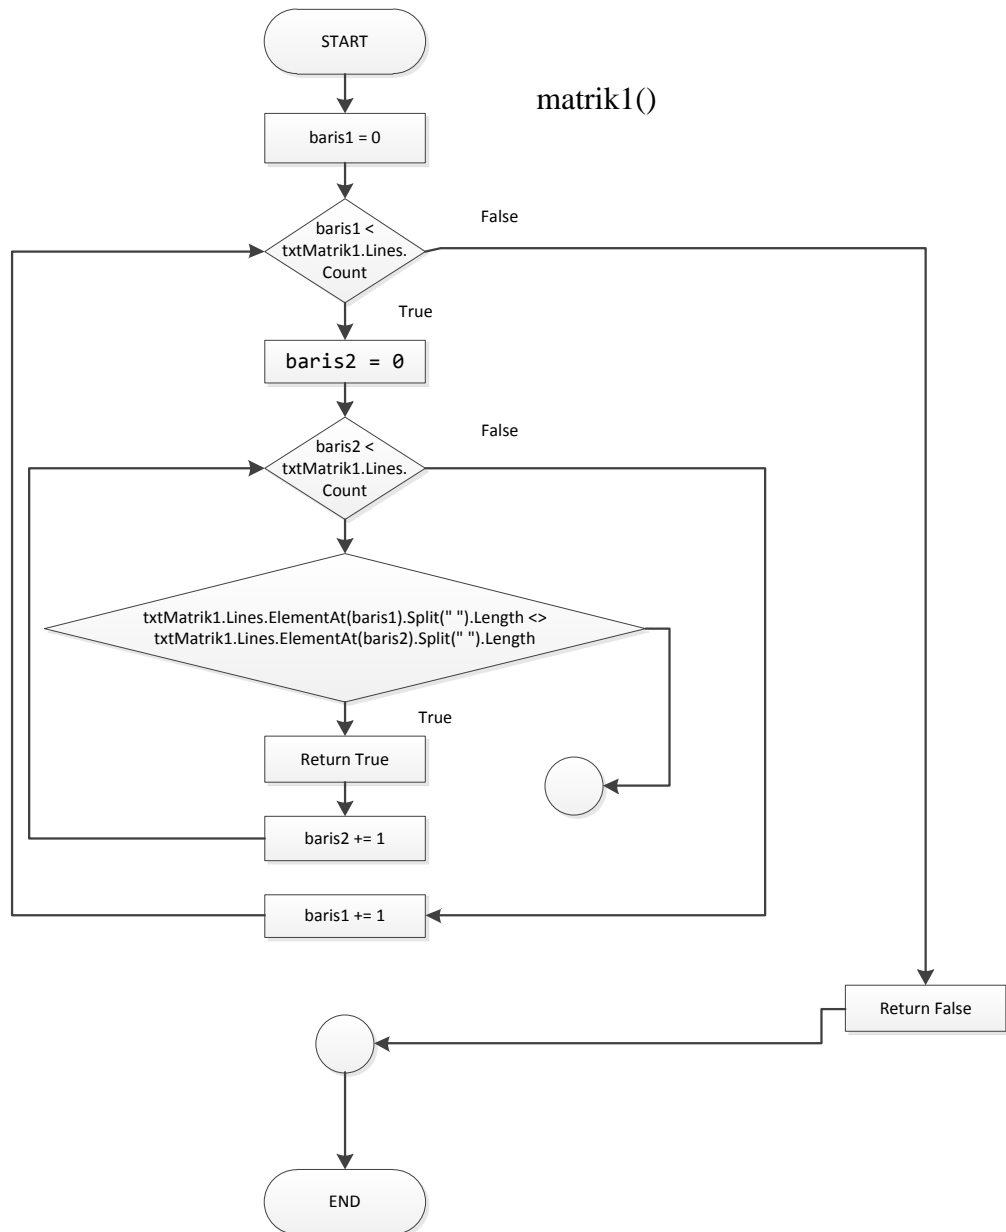 START
matrik1()
baris1 = 0
False
baris1 <
txtMatrik1.Lines.
Count
True
baris2 = 0
False
baris2 <
txtMatrik1.Lines.
Count
txtMatrik1.Lines.ElementAt(baris1).Split(" ").Length <>
txtMatrik1.Lines.ElementAt(baris2).Split(" ").Length
True
Return True
baris2 += 1
baris1 += 1
Return False
END